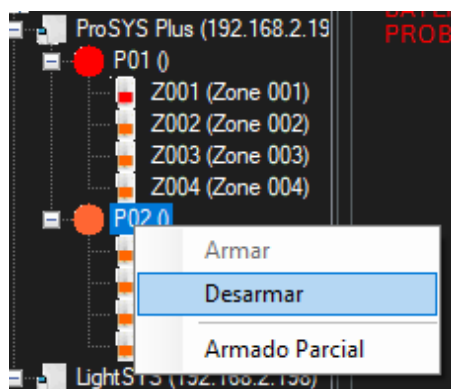 ProSYS Plus (192.168.2.19
PROB
P01 ()
Z001 (Zone 001)
Z002 (Zone 002)
Z003 (Zone 003)
Z004 (Zone 004)
P02 ()
Armar
Desarmar
Armado Parcial
LightSYS (192.168.2.198)